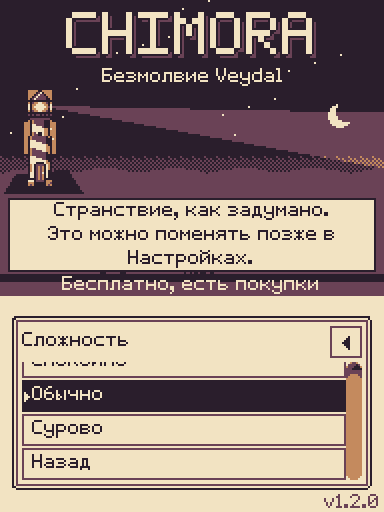 CHIMORA
Безмолвие Veydal
Странствие, как задумано.
Это можно поменять позже в
Настройках.
Бесплатно, есть покупки
Сложность
Обычно
Сурово
Назад
v1.2.0